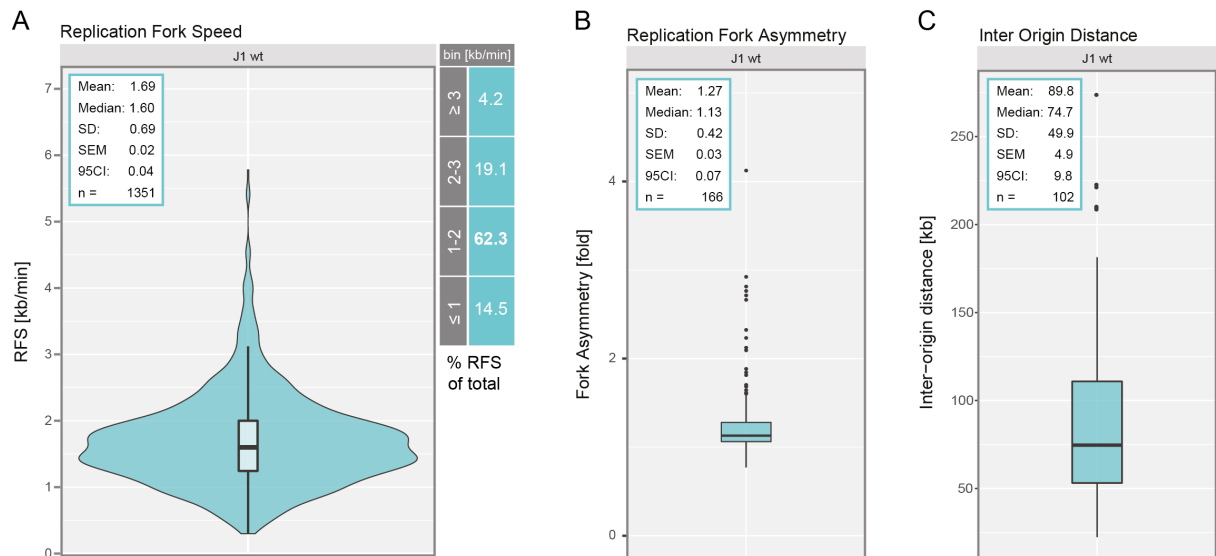 A
Replication Fork Speed
J1 wt
Mean: 1.69
Median: 1.60
SD: 0.69
SEM 0.02
95CI: 0.04
n = 1351
RFS [kb/min]
7
6
5
4
3
2
1
0
bin [kb/min]
≥ 3 4.2
2-3 19.1
1-2 62.3
≤ 1 14.5
% RFS
of total
B
Replication Fork Asymmetry
J1 wt
Mean: 1.27
Median: 1.13
SD: 0.42
SEM 0.03
95CI: 0.07
n = 166
Fork Asymmetry [fold]
4
2
0
C
Inter Origin Distance
J1 wt
Mean: 89.8
Median: 74.7
SD: 49.9
SEM 4.9
95CI: 9.8
n = 102
Inter−origin distance [kb]
250
200
150
100
50